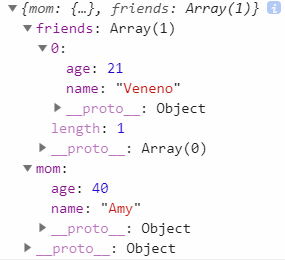 {mom: {…}, friends: Array(1)} i
friends: Array(1)
0:
age: 21
name: "Veneno"
__proto__: Object
length: 1
__proto__: Array(0)
mom:
age: 40
name: "Amy"
__proto__: Object
__proto__: Object